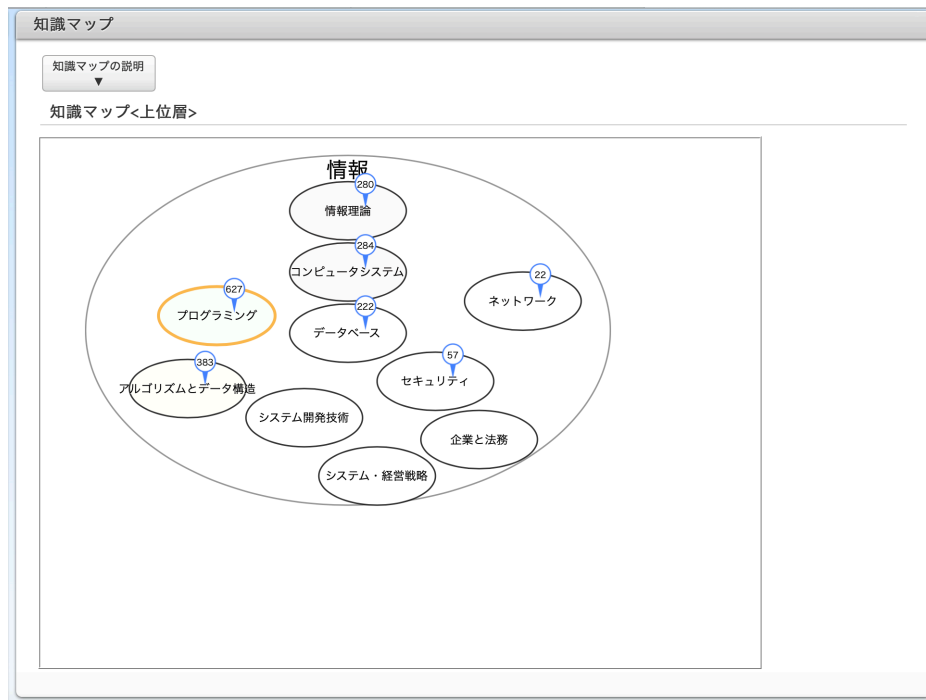 知識マップ
知識マップの説明
▼
知識マップ<上位層>
情報
280
情報理論
284
コンピュータシステム
22
ネットワーク
627
プログラミング
222
データベース
57
セキュリティ
383
アルゴリズムとデータ構造
システム開発技術
企業と法務
システム・経営戦略